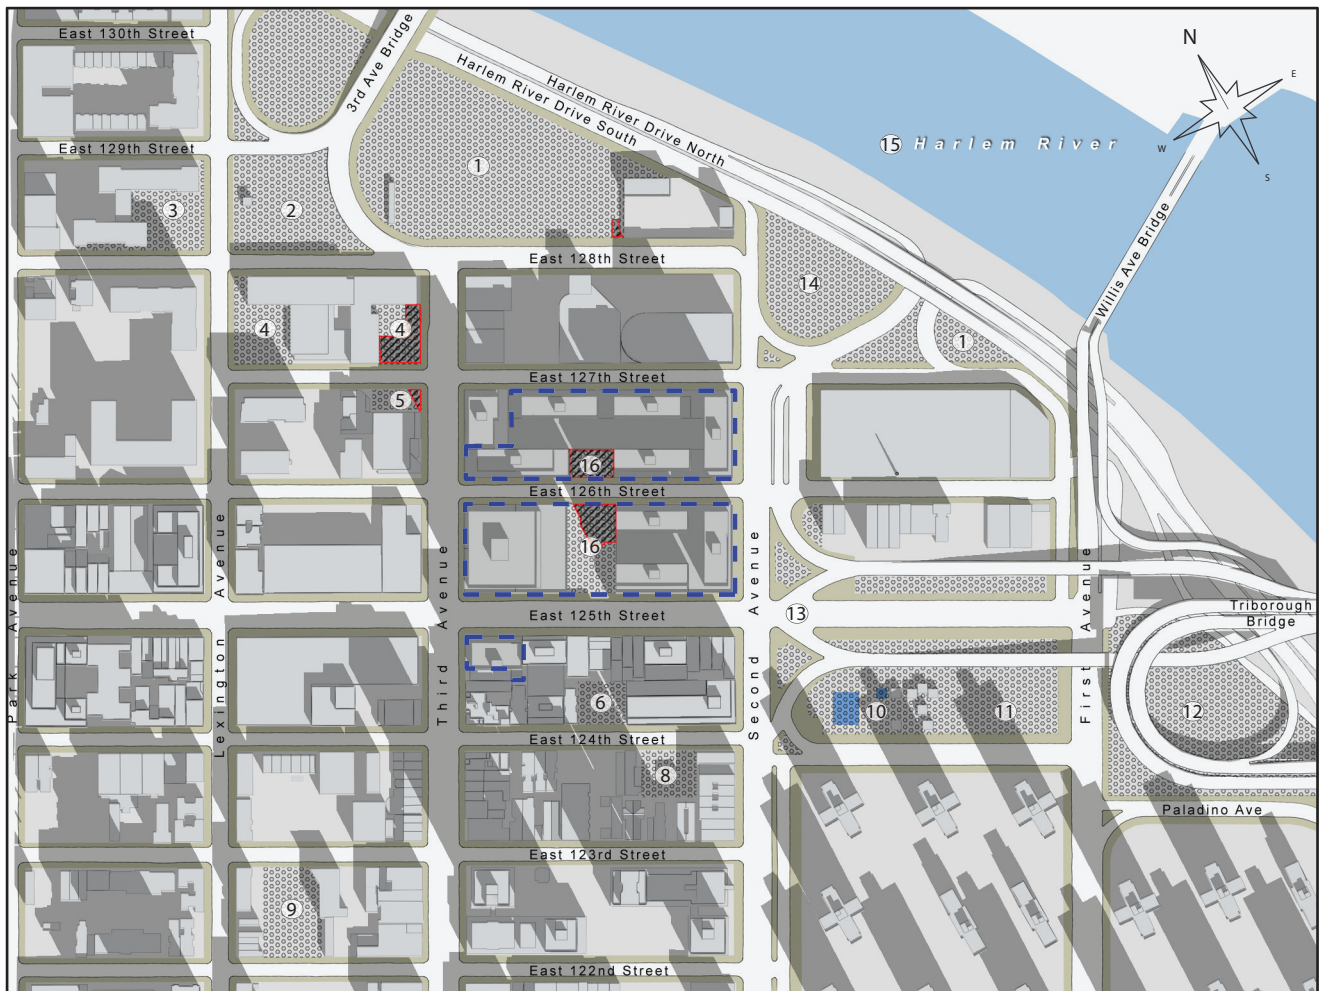 East 130th Street
3rd Ave Bridge
Harlem River Drive North
Harlem River Drive South
N
E
W
S
15 Harlem River
East 129th Street
1
3
2
Willis Ave Bridge
East 128th Street
14
4
4
1
East 127th Street
5
16
East 126th Street
16
Park Avenue
Lexington Avenue
Third Avenue
Second Avenue
First Avenue
East 125th Street
13
Triborough
Bridge
6
10
11
12
East 124th Street
8
Paladino Ave
East 123rd Street
9
East 122nd Street